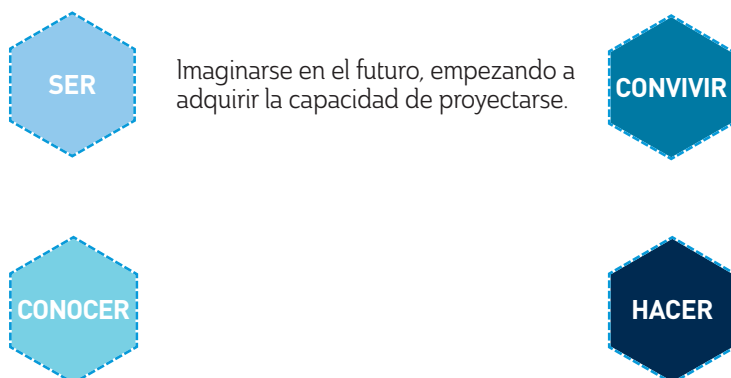 SER
Imaginarse en el futuro, empezando a
adquirir la capacidad de proyectarse.
CONVIVIR
CONOCER
HACER